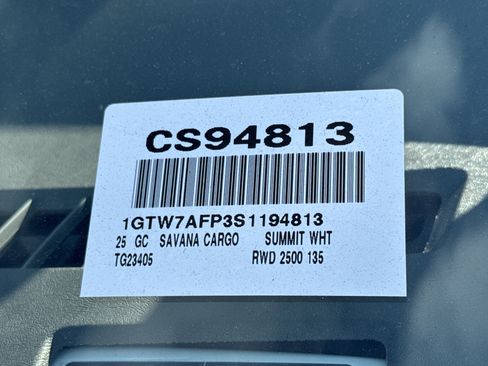 CS94813
1GTW7AFP3S1194813
25 GC SAVANA CARGO SUMMIT WHT
TG23405 RWD 2500 135